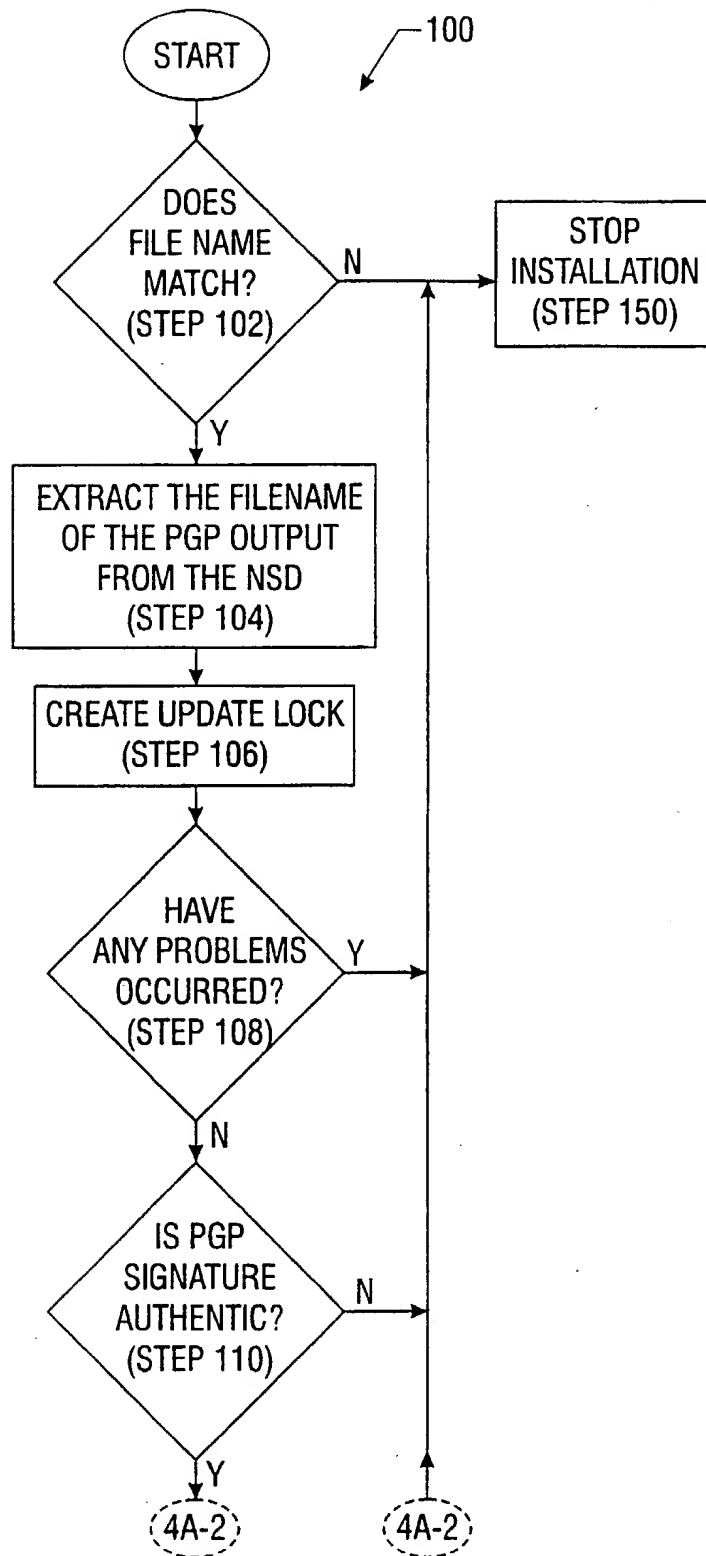 START
100
DOES
FILE NAME
MATCH?
(STEP 102)
N
STOP
INSTALLATION
(STEP 150)
Y
EXTRACT THE FILENAME
OF THE PGP OUTPUT
FROM THE NSD
(STEP 104)
CREATE UPDATE LOCK
(STEP 106)
HAVE
ANY PROBLEMS
OCCURRED?
(STEP 108)
Y
N
IS PGP
SIGNATURE
AUTHENTIC?
(STEP 110)
N
Y
4A-2
4A-2